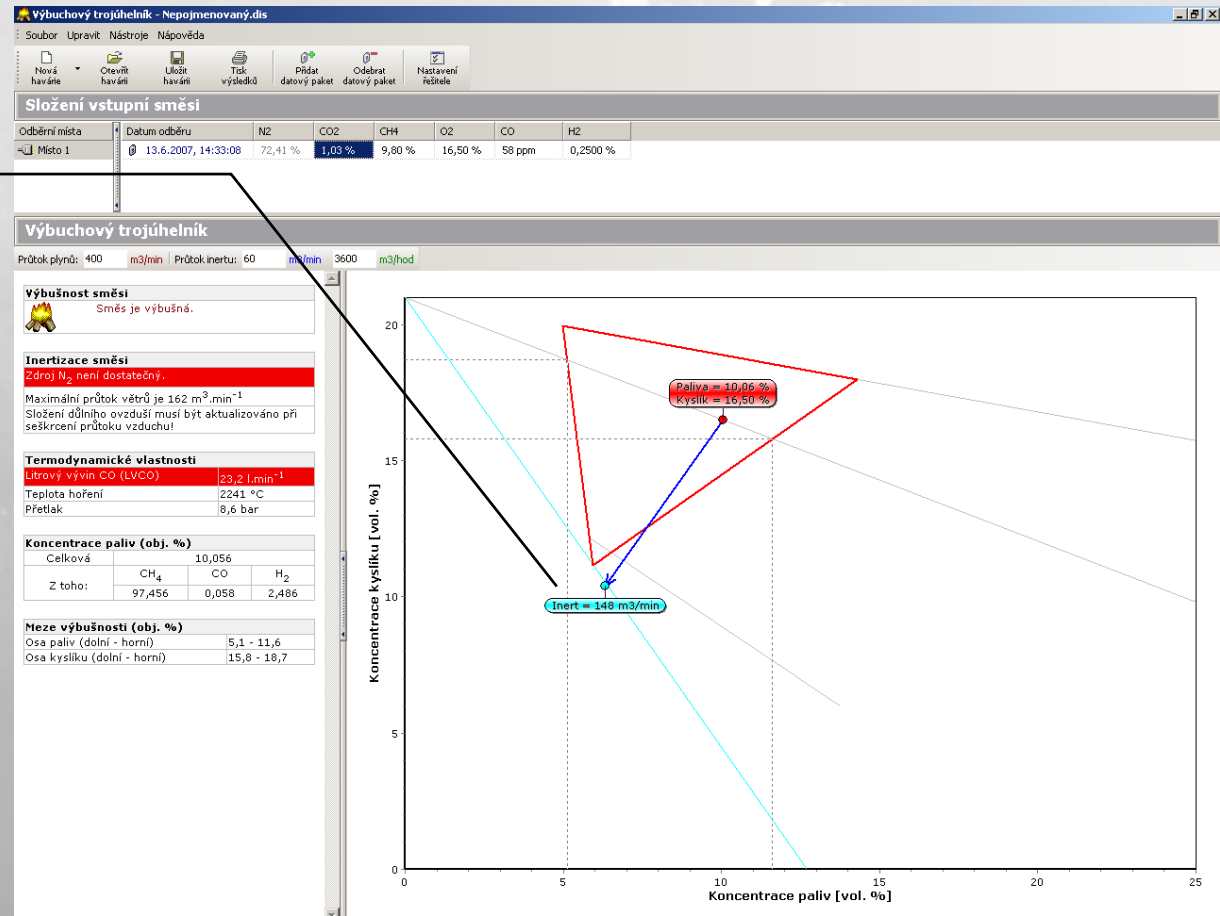 Výbuchový trojúhelník - Nepojmenovaný.dis
Soubor Upravit Nástroje Nápověda
Nová havárie
Otevřít havárii
Uložit havárii
Tisk výsledků
Přidat datový paket
Odebrat datový paket
Nastavení řešitele
Složení vstupní směsi
Odběrní místa Datum odběru N2 CO2 CH4 O2 CO H2
Místo 1 13.6.2007, 14:33:08 72,41 % 1,03 % 9,80 % 16,50 % 58 ppm 0,2500 %
Výbuchový trojúhelník
Průtok plynů: 400 m3/min Průtok inertu: 60 m3/min 3600 m3/hod
Výbušnost směsi
Směs je výbušná.
Inertizace směsi
Zdroj N2 není dostatečný.
Maximální průtok větrů je 162 m3.min-1
Složení důlního ovzduší musí být aktualizováno při
seškrcení průtoku vzduchu!
Termodynamické vlastnosti
Litrový vývin CO (LVCO) 23,2 l.min-1
Teplota hoření 2241 °C
Přetlak 8,6 bar
Koncentrace paliv (obj. %)
Celková 10,056
Z toho: CH4 CO H2
97,456 0,058 2,486
Meze výbušnosti (obj. %)
Osa paliv (dolní - horní) 5,1 - 11,6
Osa kyslíku (dolní - horní) 15,8 - 18,7
Koncentrace kyslíku [vol. %]
20
15
10
5
0
Paliva = 10,06 %
Kyslík = 16,50 %
Inert = 148 m3/min
0 5 10 15 20 25
Koncentrace paliv [vol. %]